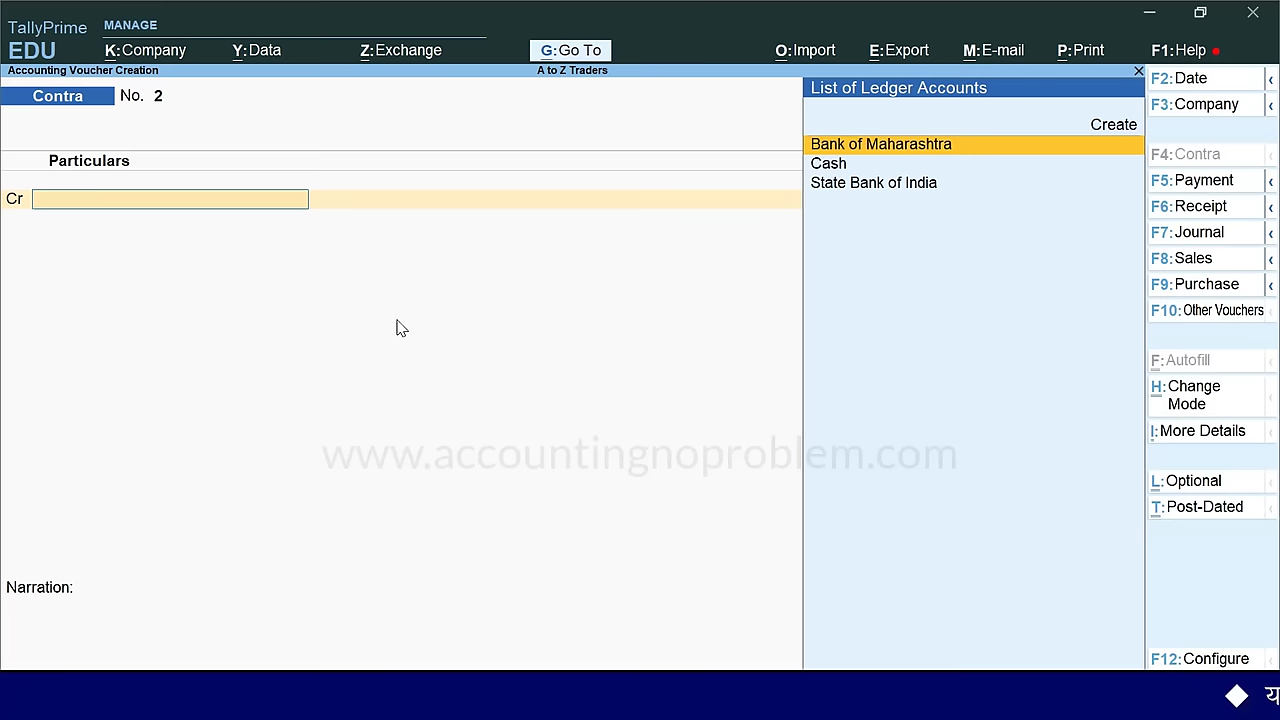 TallyPrime
MANAGE
EDU
K:Company
Y:Data
Z:Exchange
G:Go To
O:Import
E:Export
M:E-mail
P:Print
F1:Help
Accounting Voucher Creation
A to Z Traders
Contra
No. 2
Particulars
Cr
Narration:
List of Ledger Accounts
Create
Bank of Maharashtra
Cash
State Bank of India
F2:Date
F3:Company
F4:Contra
F5:Payment
F6:Receipt
F7:Journal
F8:Sales
F9:Purchase
F10:Other Vouchers
F:Autofill
H:Change
Mode
I:More Details
L:Optional
T:Post-Dated
F12:Configure
www.accountingnoproblem.com